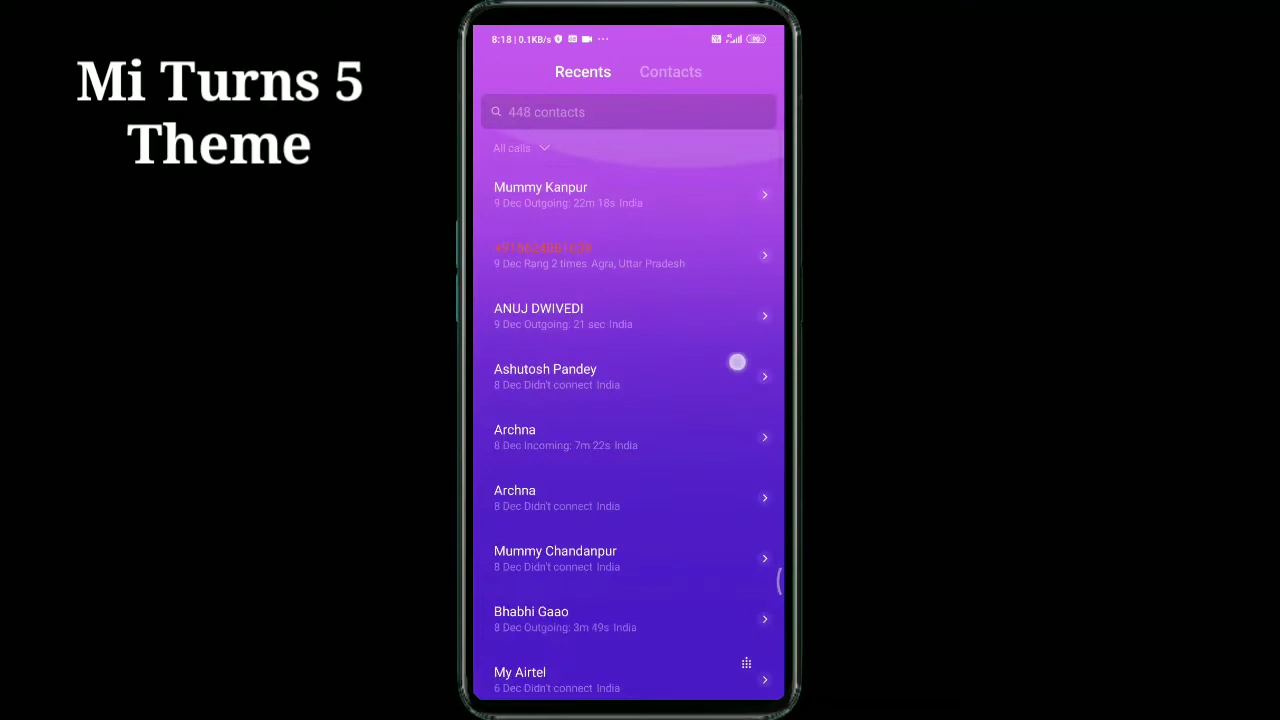 Mi Turns 5
Theme
8:18 | 0.1KB/s
Recents Contacts
448 contacts
All calls
Mummy Kanpur
9 Dec Outgoing: 22m 18s India
9 Dec Rang 2 times Agra, Uttar Pradesh
ANUJ DWIVEDI
9 Dec Outgoing: 21 sec India
Ashutosh Pandey
8 Dec Didn't connect India
Archna
8 Dec Incoming: 7m 22s India
Archna
8 Dec Didn't connect India
Mummy Chandanpur
8 Dec Didn't connect India
Bhabhi Gaao
8 Dec Outgoing: 3m 49s India
My Airtel
6 Dec Didn't connect India